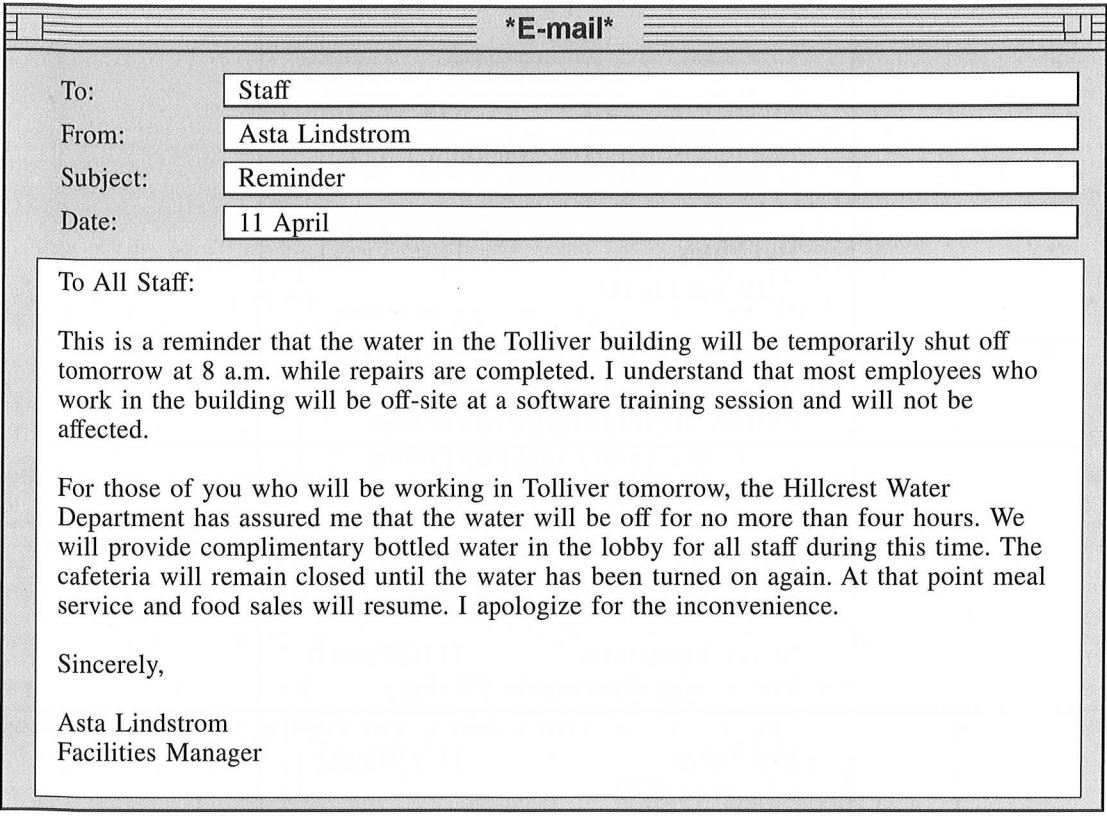 *E-mail*
To: Staff
From: Asta Lindstrom
Subject: Reminder
Date: 11 April
To All Staff:
This is a reminder that the water in the Tolliver building will be temporarily shut off
tomorrow at 8 a.m. while repairs are completed. I understand that most employees who
work in the building will be off-site at a software training session and will not be
affected.
For those of you who will be working in Tolliver tomorrow, the Hillcrest Water
Department has assured me that the water will be off for no more than four hours. We
will provide complimentary bottled water in the lobby for all staff during this time. The
cafeteria will remain closed until the water has been turned on again. At that point meal
service and food sales will resume. I apologize for the inconvenience.
Sincerely,
Asta Lindstrom
Facilities Manager